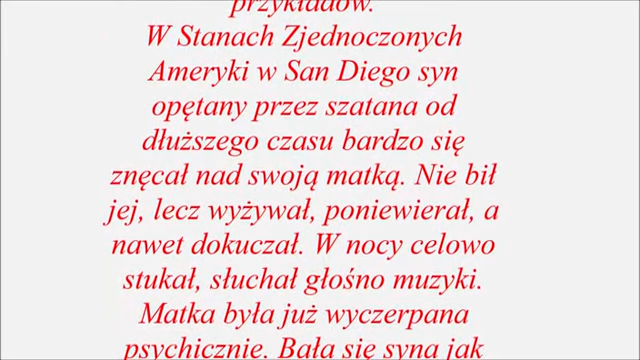 przykładów.
W Stanach Zjednoczonych
Ameryki w San Diego syn
opętany przez szatana od
dłuższego czasu bardzo się
znęcał nad swoją matką. Nie bił
jej, lecz wyżywał, poniewierał, a
nawet dokuczał. W nocy celowo
stukał, słuchał głośno muzyki.
Matka była już wyczerpana
psychicznie. Bała się syna jak